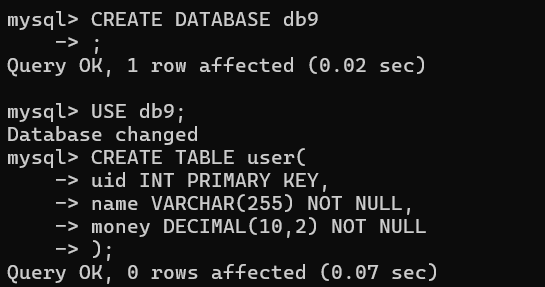 mysql> CREATE DATABASE db9
    -> ;
Query OK, 1 row affected (0.02 sec)

mysql> USE db9;
Database changed
mysql> CREATE TABLE user(
    -> uid INT PRIMARY KEY,
    -> name VARCHAR(255) NOT NULL,
    -> money DECIMAL(10,2) NOT NULL
    -> );
Query OK, 0 rows affected (0.07 sec)